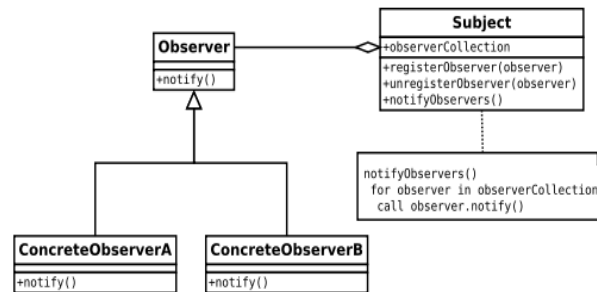 Observer
+notify()
Subject
+observerCollection
+registerObserver(observer)
+unregisterObserver(observer)
+notifyObservers()
notifyObservers()
for observer in observerCollection
call observer.notify()
ConcreteObserverA
+notify()
ConcreteObserverB
+notify()